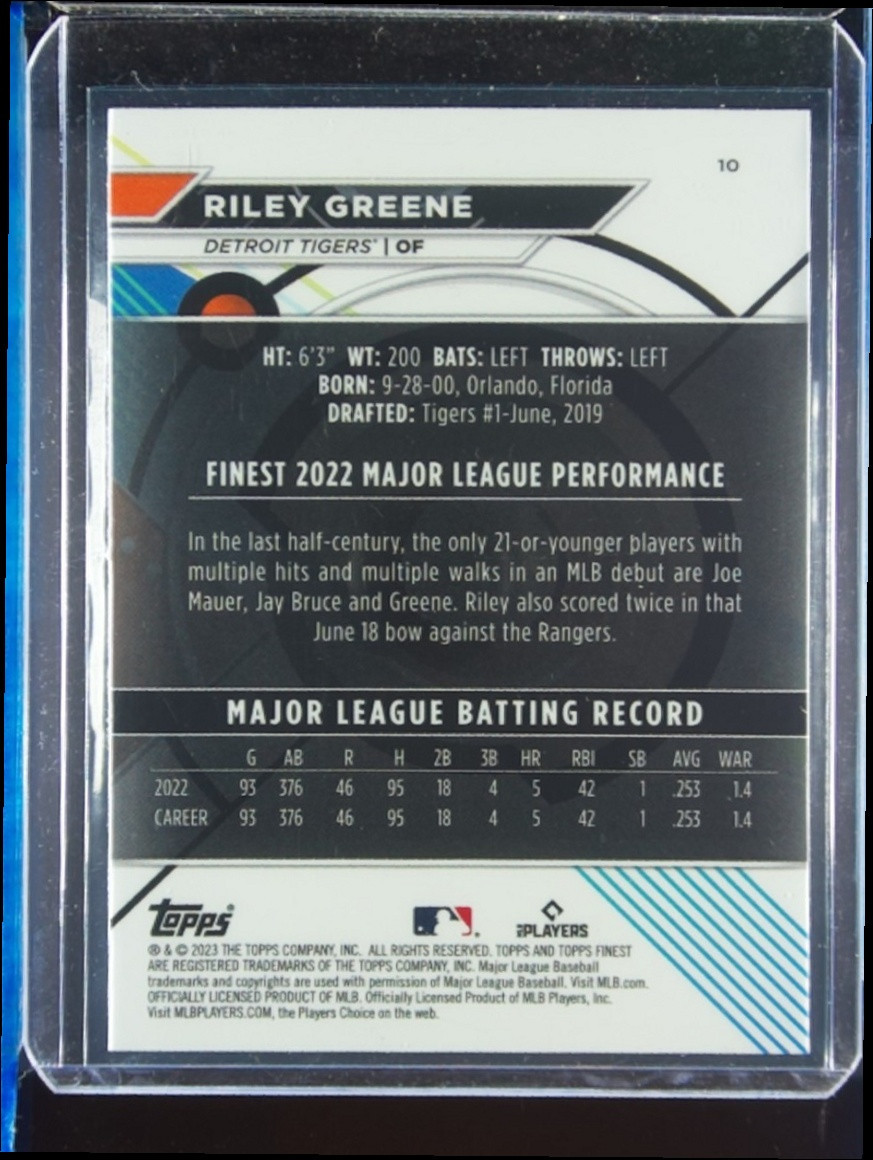 10
RILEY GREENE
DETROIT TIGERS® | OF
HT: 6'3" WT: 200 BATS: LEFT THROWS: LEFT
BORN: 9-28-00, Orlando, Florida
DRAFTED: Tigers #1-June, 2019
FINEST 2022 MAJOR LEAGUE PERFORMANCE
In the last half-century, the only 21-or-younger players with
multiple hits and multiple walks in an MLB debut are Joe
Mauer, Jay Bruce and Greene. Riley also scored twice in that
June 18 bow against the Rangers.
MAJOR LEAGUE BATTING RECORD
G AB R H 2B 3B HR RBI SB AVG WAR
2022 93 376 46 95 18 4 5 42 1 .253 1.4
CAREER 93 376 46 95 18 4 5 42 1 .253 1.4
Topps® MLB PLAYERS
® & © 2023 THE TOPPS COMPANY, INC. ALL RIGHTS RESERVED. TOPPS AND TOPPS FINEST
ARE REGISTERED TRADEMARKS OF THE TOPPS COMPANY, INC. Major League Baseball
trademarks and copyrights are used with permission of Major League Baseball. Visit MLB.com.
OFFICIALLY LICENSED PRODUCT OF MLB. Officially Licensed Product of MLB Players, Inc.
Visit MLBPLAYERS.COM, the Players Choice on the web.